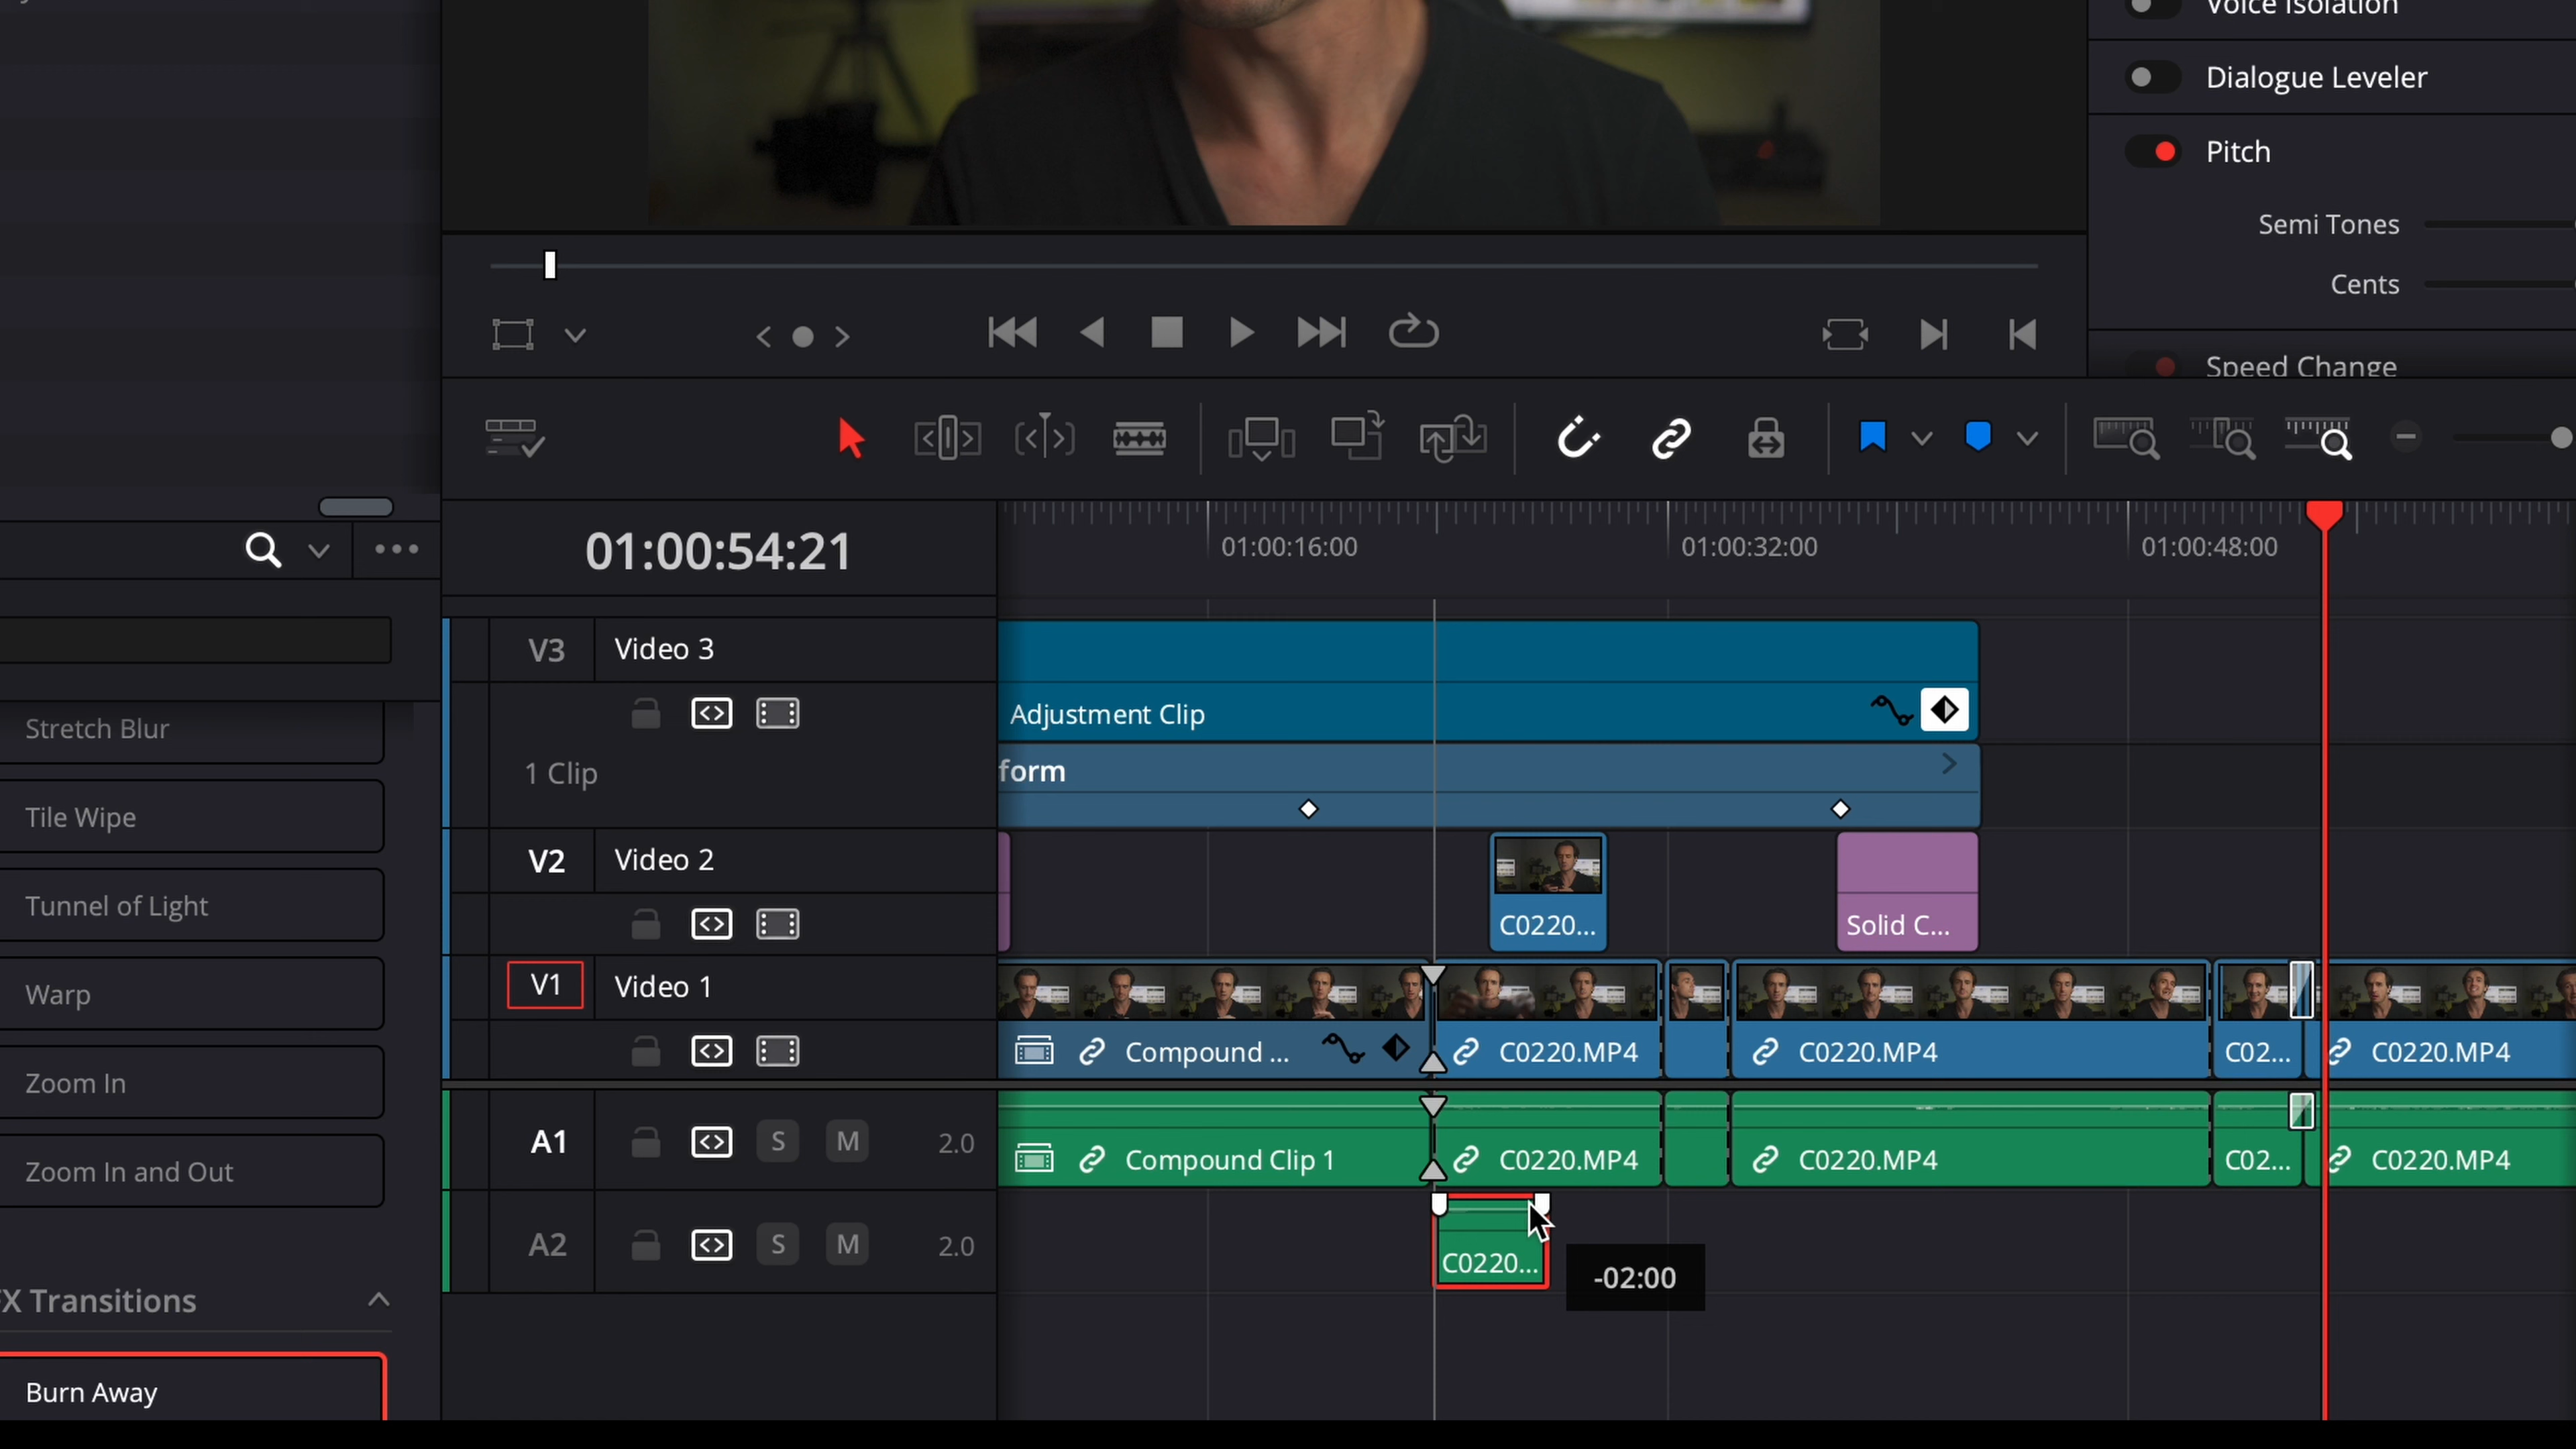 Voice Isolation
Dialogue Leveler
Pitch
Semi Tones
Cents
Speed Change
01:00:54:21
01:00:16:00
01:00:32:00
01:00:48:00
V3
Video 3
Adjustment Clip
1 Clip
form
V2
Video 2
C0220...
Solid C...
V1
Video 1
Compound ...
C0220.MP4
C0220.MP4
C02...
C0220.MP4
A1
S
M
2.0
Compound Clip 1
C0220.MP4
C0220.MP4
C02...
C0220.MP4
A2
S
M
2.0
C0220...
-02:00
Stretch Blur
Tile Wipe
Tunnel of Light
Warp
Zoom In
Zoom In and Out
X Transitions
Burn Away